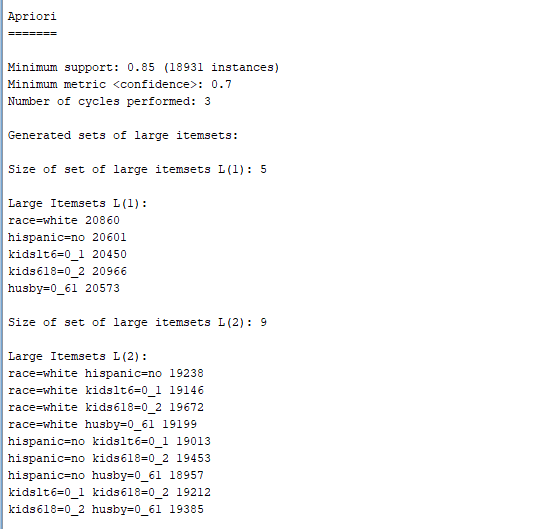 Apriori
=======
Minimum support: 0.85 (18931 instances)
Minimum metric <confidence>: 0.7
Number of cycles performed: 3
Generated sets of large itemsets:
Size of set of large itemsets L(1): 5
Large Itemsets L(1):
race=white 20860
hispanic=no 20601
kidslt6=0_1 20450
kids618=0_2 20966
husby=0_61 20573
Size of set of large itemsets L(2): 9
Large Itemsets L(2):
race=white hispanic=no 19238
race=white kidslt6=0_1 19146
race=white kids618=0_2 19672
race=white husby=0_61 19199
hispanic=no kidslt6=0_1 19013
hispanic=no kids618=0_2 19453
hispanic=no husby=0_61 18957
kidslt6=0_1 kids618=0_2 19212
kids618=0_2 husby=0_61 19385